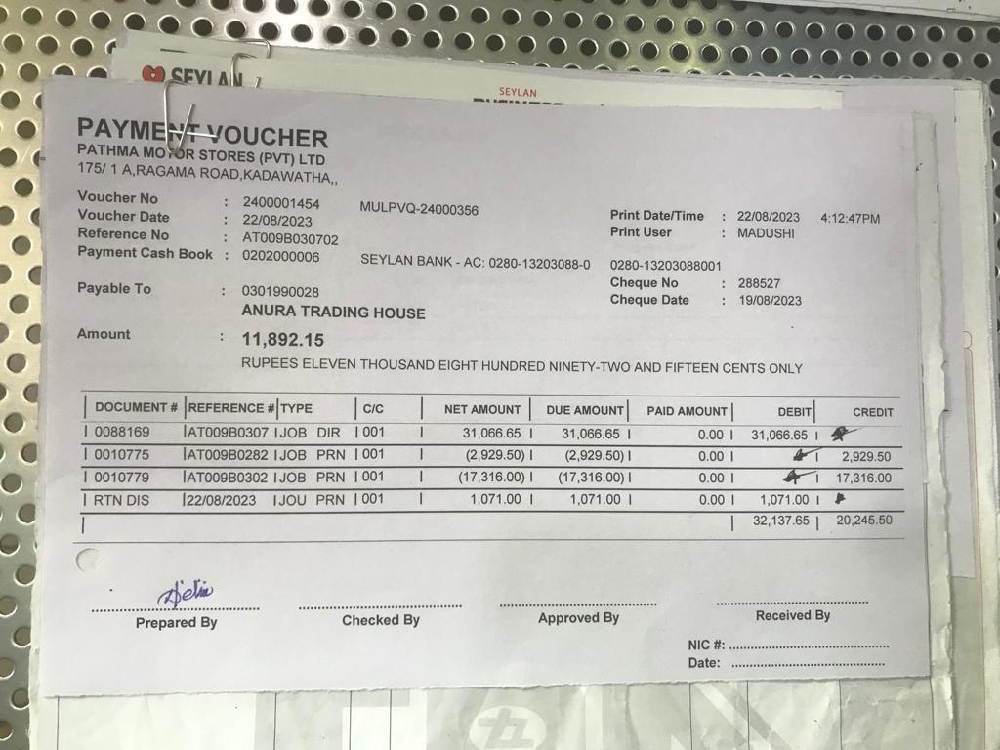 SEYLAN
SEYLAN
PAYMENT VOUCHER
PATHMA MOTOR STORES (PVT) LTD
175/ 1 A,RAGAMA ROAD,KADAWATHA,,
Voucher No : 2400001454 MULPVQ-24000356
Voucher Date : 22/08/2023
Reference No : AT009B030702
Payment Cash Book : 0202000006 SEYLAN BANK - AC: 0280-13203088-0 0280-13203088001
Print Date/Time : 22/08/2023 4:12:47PM
Print User : MADUSHI
Cheque No : 288527
Cheque Date : 19/08/2023
Payable To : 0301990028
ANURA TRADING HOUSE
Amount : 11,892.15
RUPEES ELEVEN THOUSAND EIGHT HUNDRED NINETY-TWO AND FIFTEEN CENTS ONLY
DOCUMENT # REFERENCE # TYPE C/C NET AMOUNT DUE AMOUNT PAID AMOUNT DEBIT CREDIT
0088169 AT009B0307 JOB DIR 001 31,066.65 31,066.65 0.00 31,066.65
0010775 AT009B0282 JOB PRN 001 (2,929.50) (2,929.50) 0.00 2,929.50
0010779 AT009B0302 JOB PRN 001 (17,316.00) (17,316.00) 0.00 17,316.00
RTN DIS 22/08/2023 JOU PRN 001 1,071.00 1,071.00 0.00 1,071.00
32,137.65 20,245.50
Prepared By Checked By Approved By Received By
NIC #:
Date: